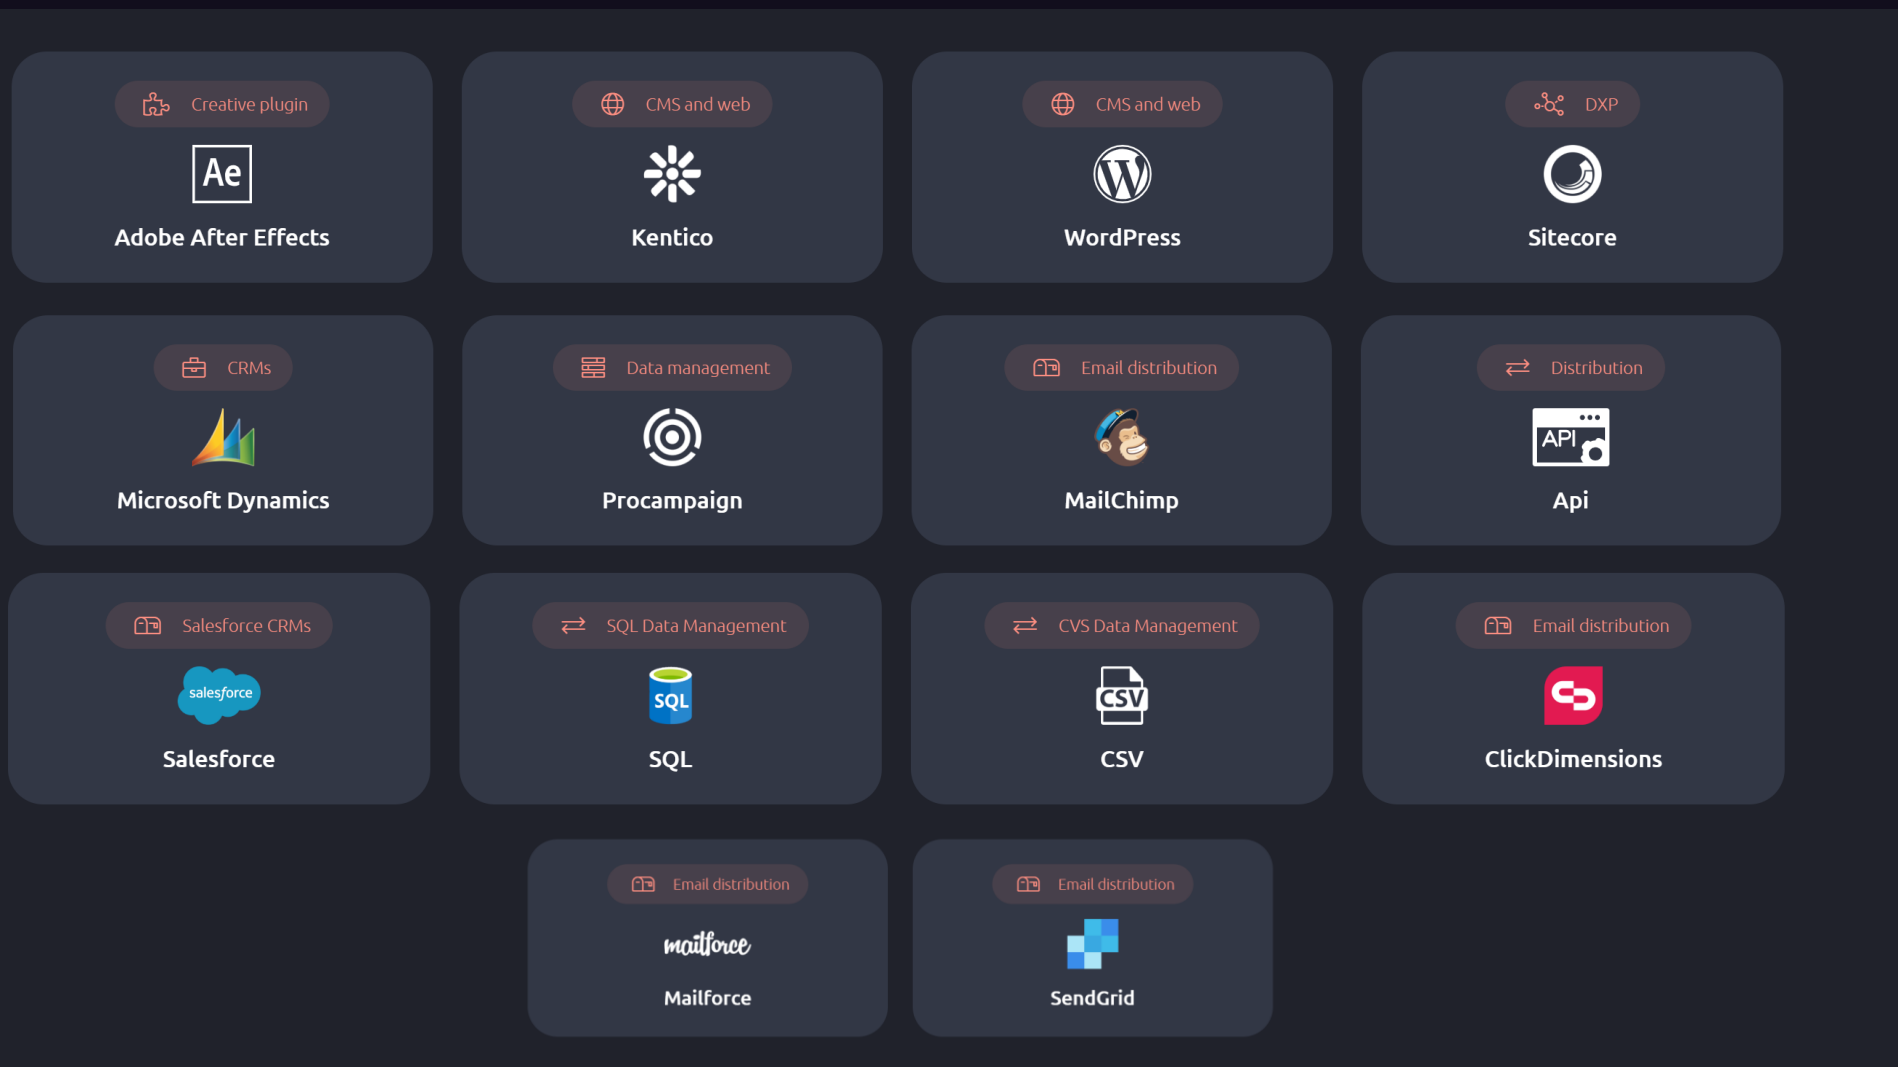 Creative plugin
Ae
Adobe After Effects
CMS and web
Kentico
CMS and web
W
WordPress
DXP
Sitecore
CRMs
Microsoft Dynamics
Data management
Procampaign
Email distribution
MailChimp
Distribution
API
Api
Salesforce CRMs
salesforce
Salesforce
SQL Data Management
SQL
SQL
CVS Data Management
CSV
CSV
Email distribution
ClickDimensions
Email distribution
mailforce
Mailforce
Email distribution
SendGrid